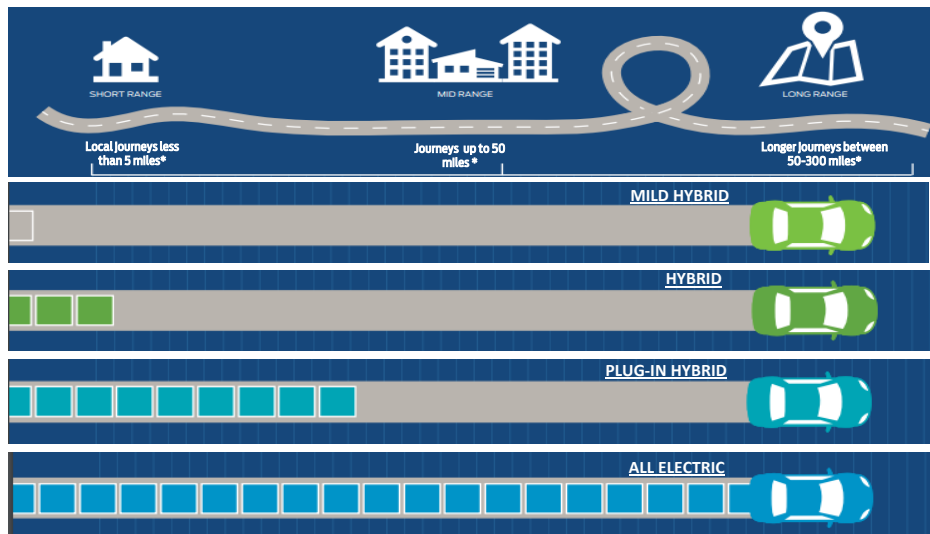 SHORT RANGE
MID RANGE
LONG RANGE
Local journeys less
than 5 miles*
Journeys up to 50
miles *
Longer journeys between
50-300 miles*
MILD HYBRID
HYBRID
PLUG-IN HYBRID
ALL ELECTRIC